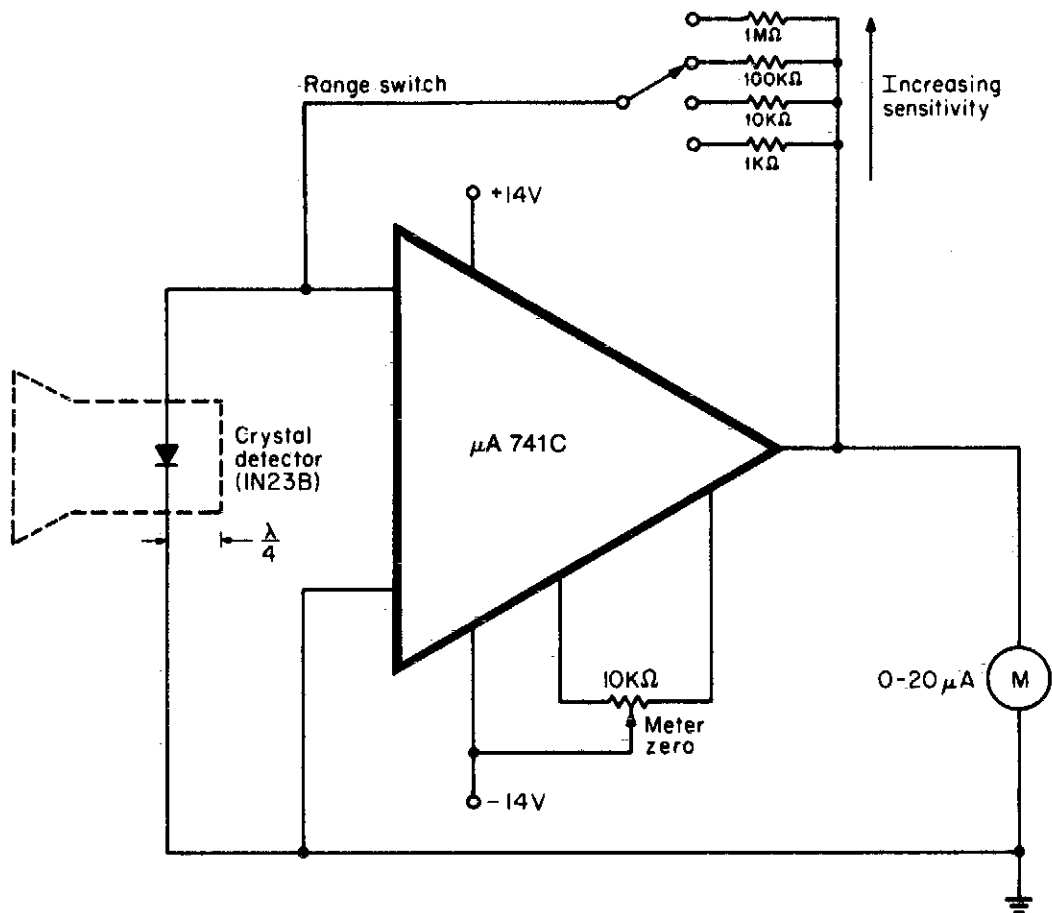 1MΩ
Range switch
100KΩ
Increasing
sensitivity
10KΩ
1KΩ
+14V
Crystal
detector
(IN23B)
λ
4
μA 741C
10KΩ
Meter
zero
0-20μA
M
-14V